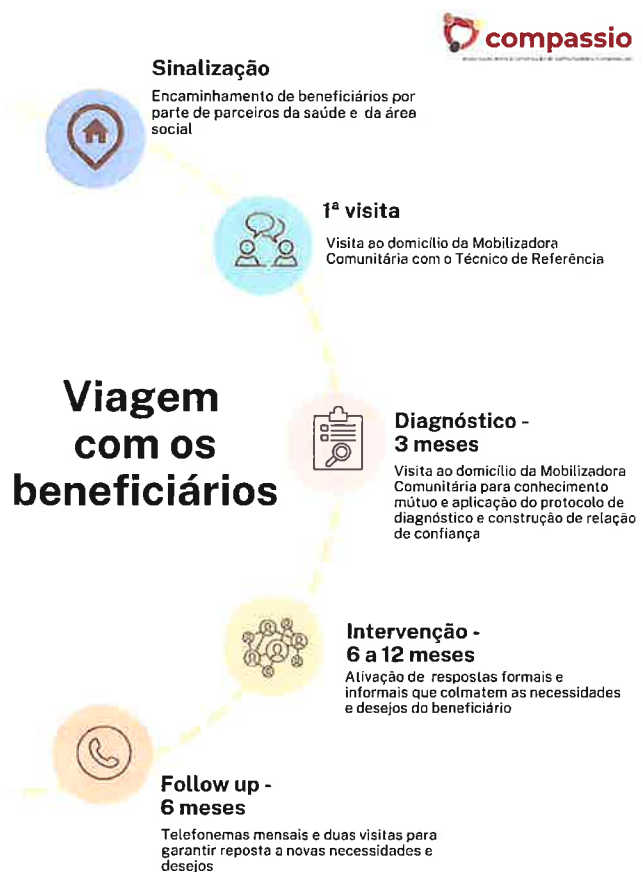 compassio
Sinalização
Encaminhamento de beneficiários por
parte de parceiros da saúde e da área
social
1ª visita
Visita ao domicílio da Mobilizadora
Comunitária com o Técnico de Referência
Viagem
com os
beneficiários
Diagnóstico -
3 meses
Visita ao domicílio da Mobilizadora
Comunitária para conhecimento
mútuo e aplicação do protocolo de
diagnóstico e construção de relação
de confiança
Intervenção -
6 a 12 meses
Ativação de respostas formais e
informais que colmatem as necessidades
e desejos do beneficiário
Follow up -
6 meses
Telefonemas mensais e duas visitas para
garantir reposta a novas necessidades e
desejos